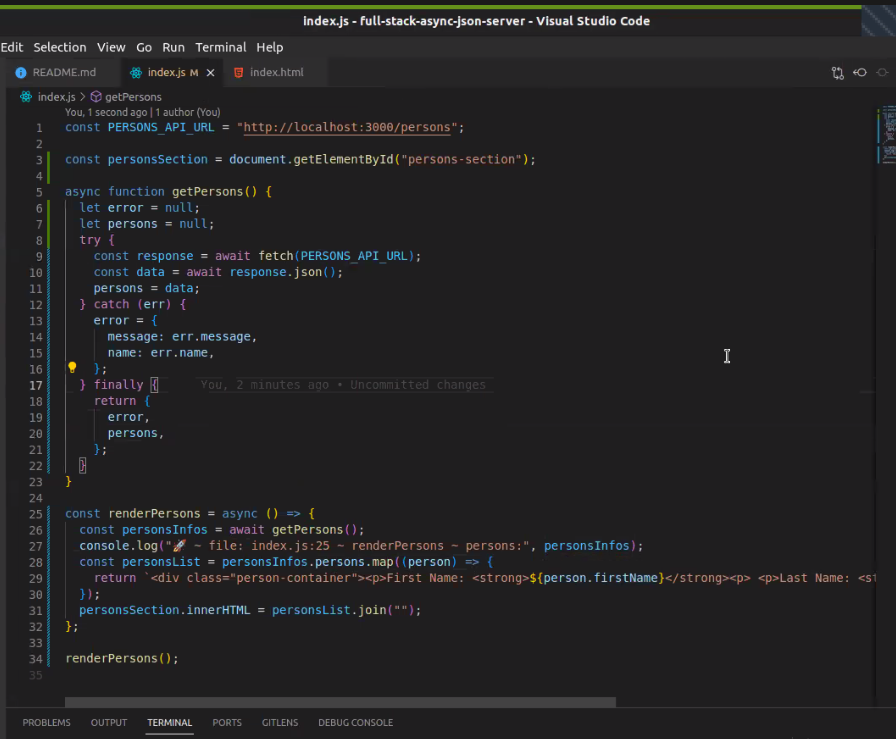 index.js - full-stack-async-json-server - Visual Studio Code
Edit Selection View Go Run Terminal Help
README.md index.js M index.html
index.js > getPersons
You, 1 second ago | 1 author (You)
1 const PERSONS_API_URL = "http://localhost:3000/persons";
2
3 const personsSection = document.getElementById("persons-section");
4
5 async function getPersons() {
6 let error = null;
7 let persons = null;
8 try {
9 const response = await fetch(PERSONS_API_URL);
10 const data = await response.json();
11 persons = data;
12 } catch (err) {
13 error = {
14 message: err.message,
15 name: err.name,
16 };
17 } finally { You, 2 minutes ago • Uncommitted changes
18 return {
19 error,
20 persons,
21 };
22 }
23 }
24
25 const renderPersons = async () => {
26 const personsInfos = await getPersons();
27 console.log("🚀 ~ file: index.js:25 ~ renderPersons ~ persons:", personsInfos);
28 const personsList = personsInfos.persons.map((person) => {
29 return `<div class="person-container"><p>First Name: <strong>${person.firstName}</strong><p> <p>Last Name: <st
30 });
31 personsSection.innerHTML = personsList.join("");
32 };
33
34 renderPersons();
35
PROBLEMS OUTPUT TERMINAL PORTS GITLENS DEBUG CONSOLE